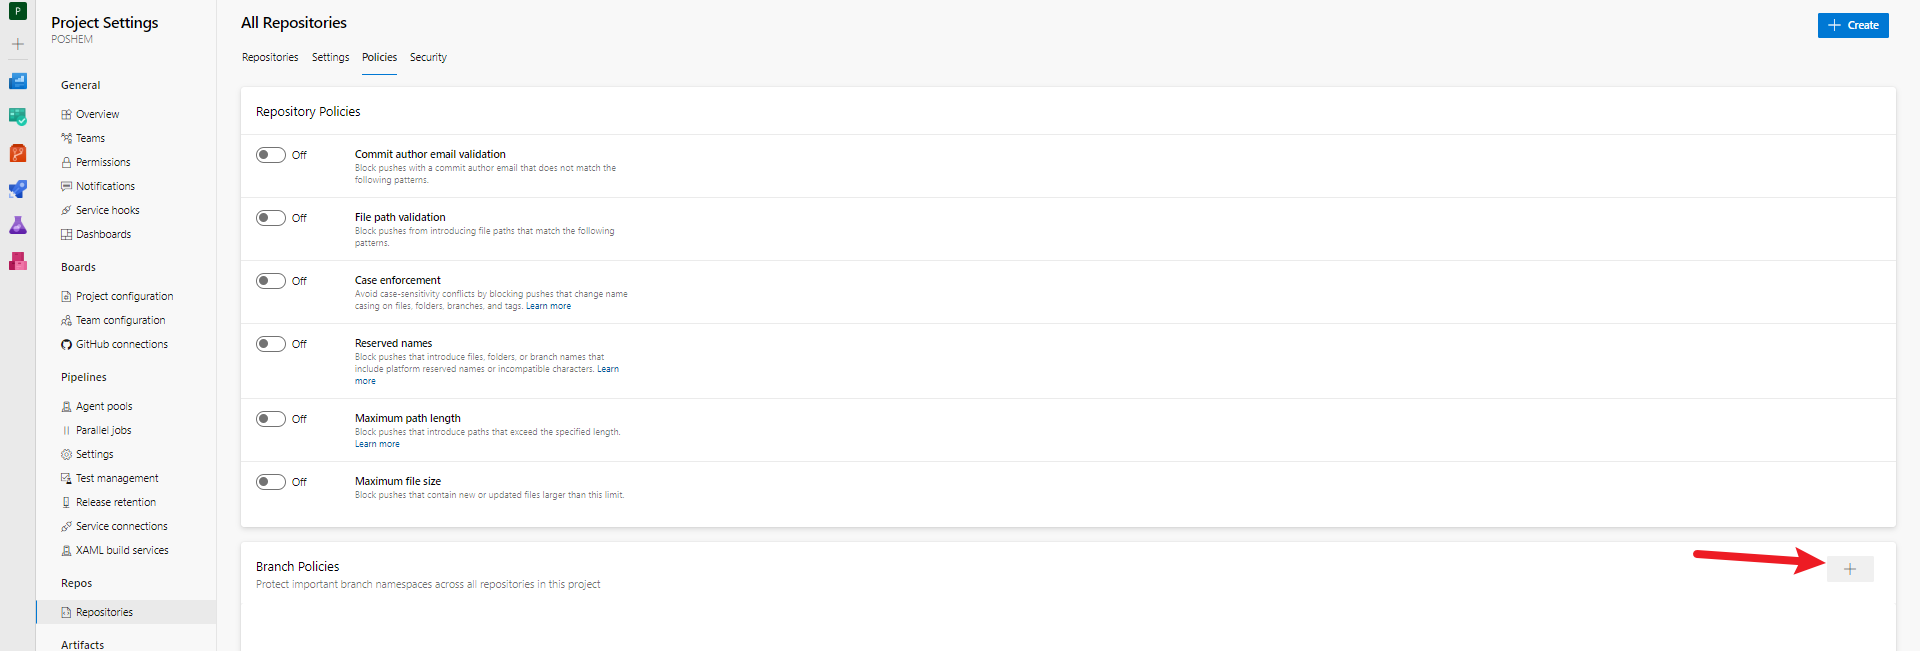 P
Project Settings
POSHEM
General
Overview
Teams
Permissions
Notifications
Service hooks
Dashboards
Boards
Project configuration
Team configuration
GitHub connections
Pipelines
Agent pools
Parallel jobs
Settings
Test management
Release retention
Service connections
XAML build services
Repos
Repositories
Artifacts
All Repositories
Create
Repositories Settings Policies Security
Repository Policies
Off Commit author email validation
Block pushes with a commit author email that does not match the
following patterns.
Off File path validation
Block pushes from introducing file paths that match the following
patterns.
Off Case enforcement
Avoid case-sensitivity conflicts by blocking pushes that change name
casing on files, folders, branches, and tags. Learn more
Off Reserved names
Block pushes that introduce files, folders, or branch names that
include platform reserved names or incompatible characters. Learn
more
Off Maximum path length
Block pushes that introduce paths that exceed the specified length.
Learn more
Off Maximum file size
Block pushes that contain new or updated files larger than this limit.
Branch Policies
Protect important branch namespaces across all repositories in this project